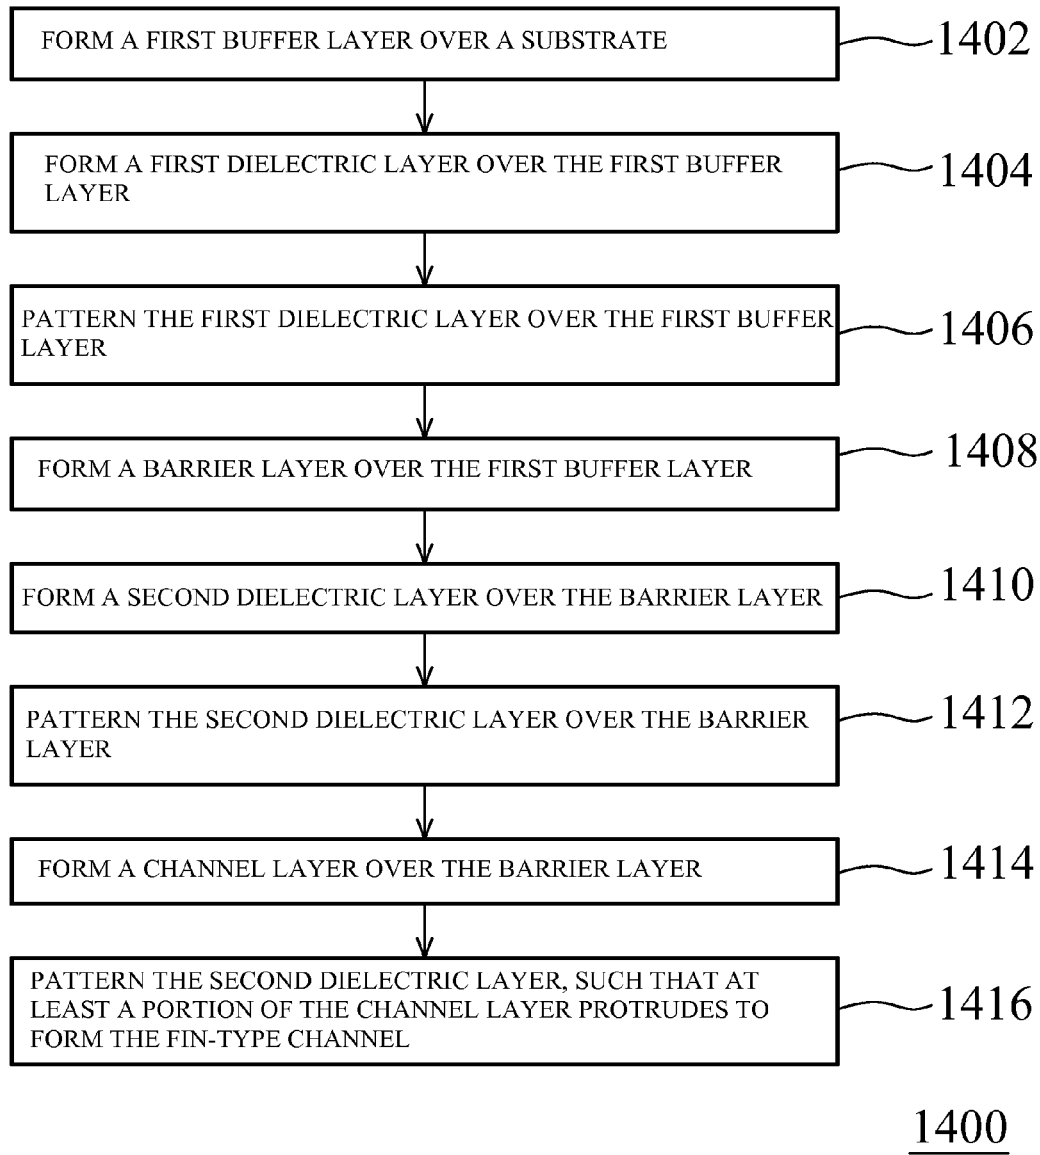 FORM A FIRST BUFFER LAYER OVER A SUBSTRATE
1402
FORM A FIRST DIELECTRIC LAYER OVER THE FIRST BUFFER
LAYER
1404
PATTERN THE FIRST DIELECTRIC LAYER OVER THE FIRST BUFFER
LAYER
1406
FORM A BARRIER LAYER OVER THE FIRST BUFFER LAYER
1408
FORM A SECOND DIELECTRIC LAYER OVER THE BARRIER LAYER
1410
PATTERN THE SECOND DIELECTRIC LAYER OVER THE BARRIER
LAYER
1412
FORM A CHANNEL LAYER OVER THE BARRIER LAYER
1414
PATTERN THE SECOND DIELECTRIC LAYER, SUCH THAT AT
LEAST A PORTION OF THE CHANNEL LAYER PROTRUDES TO
FORM THE FIN-TYPE CHANNEL
1416
1400